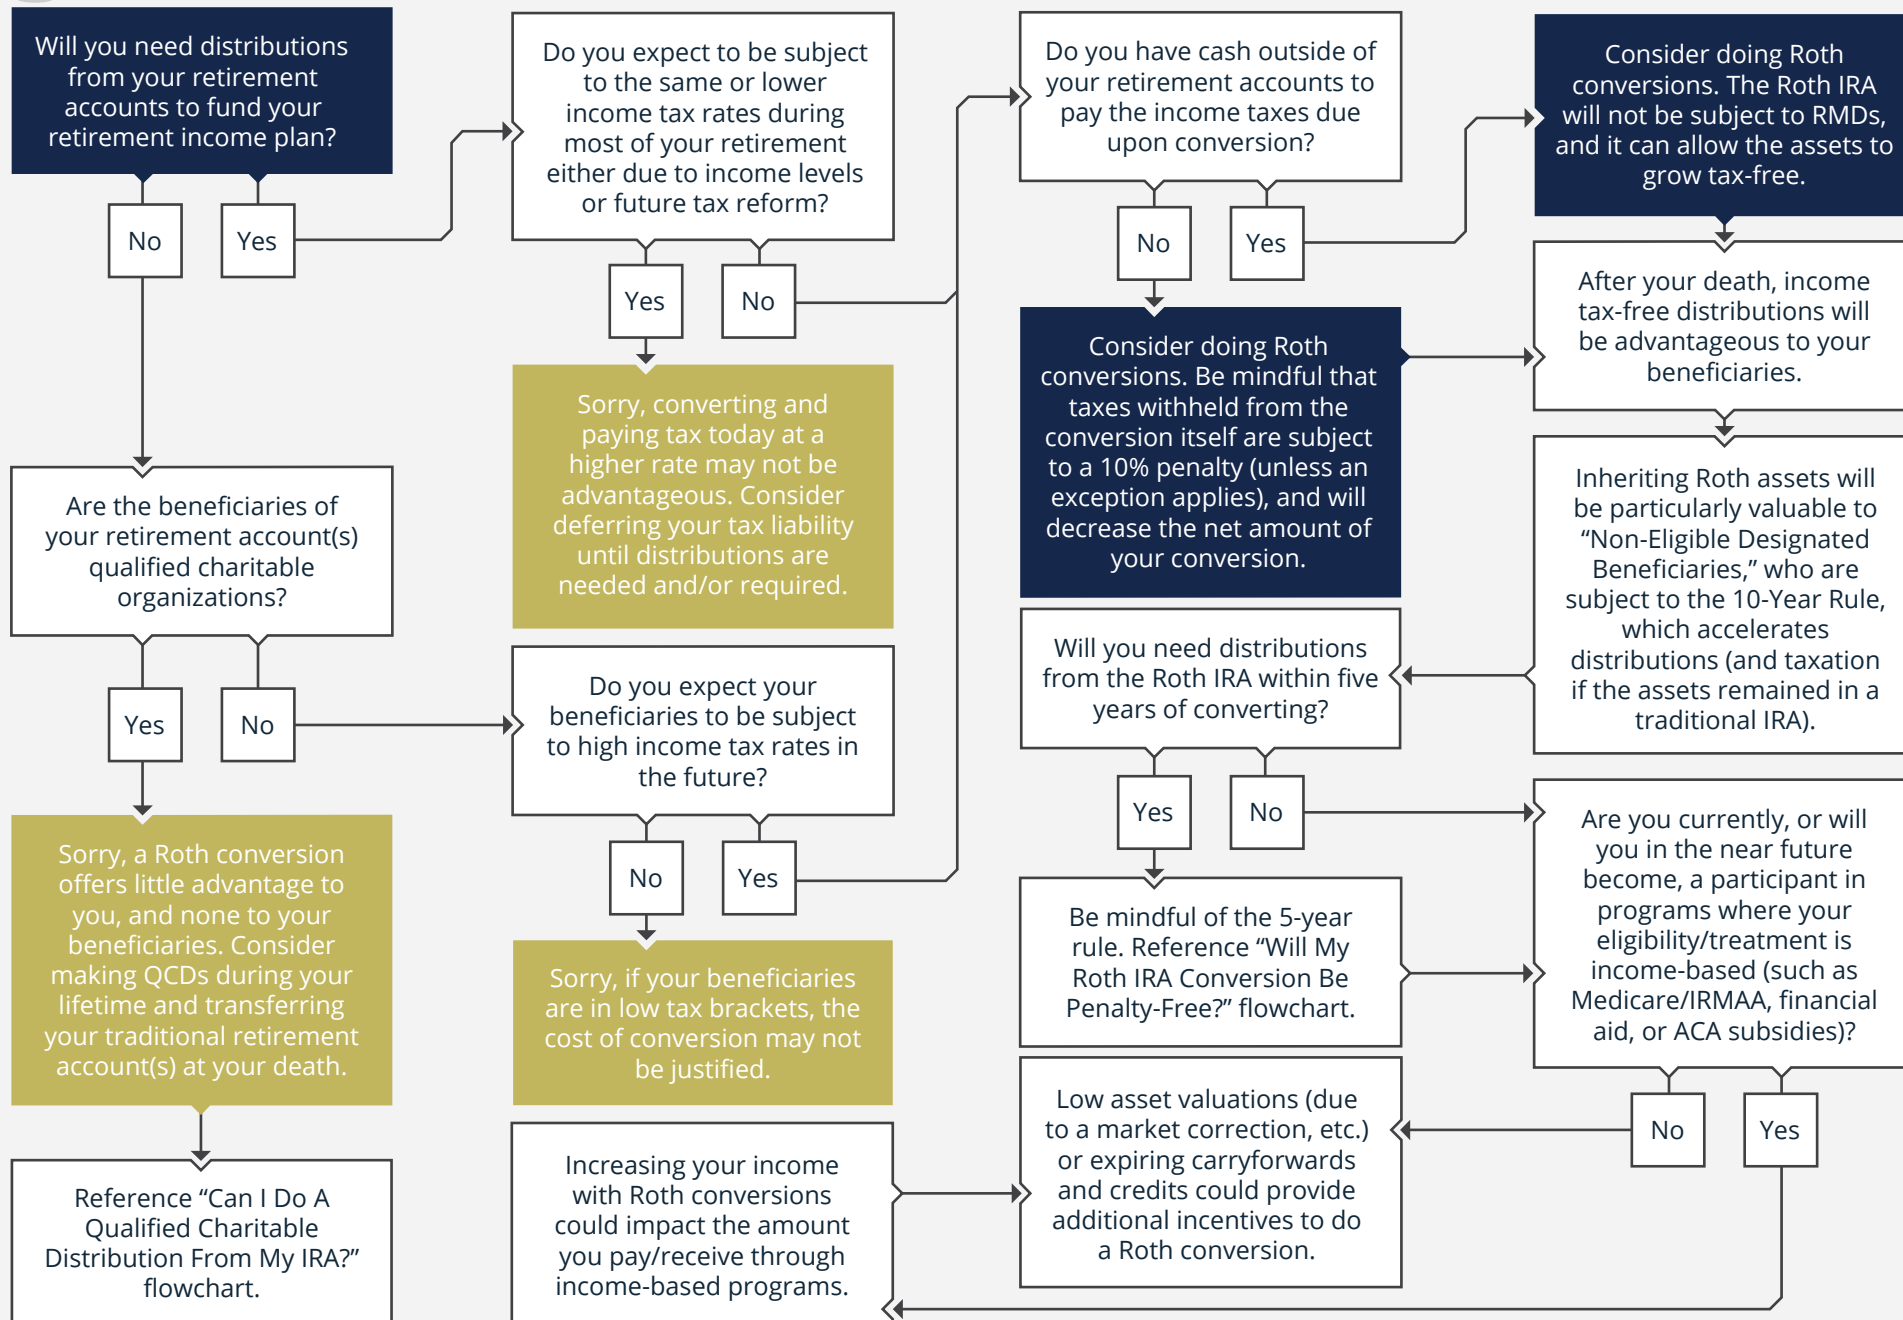 Will you need distributions
from your retirement
accounts to fund your
retirement income plan?
No
Yes
Do you expect to be subject
to the same or lower
income tax rates during
most of your retirement
either due to income levels
or future tax reform?
Yes
No
Sorry, converting and
paying tax today at a
higher rate may not be
advantageous. Consider
deferring your tax liability
until distributions are
needed and/or required.
Are the beneficiaries of
your retirement account(s)
qualified charitable
organizations?
Yes
No
Sorry, a Roth conversion
offers little advantage to
you, and none to your
beneficiaries. Consider
making QCDs during your
lifetime and transferring
your traditional retirement
account(s) at your death.
Reference “Can I Do A
Qualified Charitable
Distribution From My IRA?”
flowchart.
Do you expect your
beneficiaries to be subject
to high income tax rates in
the future?
No
Yes
Sorry, if your beneficiaries
are in low tax brackets, the
cost of conversion may not
be justified.
Do you have cash outside of
your retirement accounts to
pay the income taxes due
upon conversion?
No
Yes
Consider doing Roth
conversions. Be mindful that
taxes withheld from the
conversion itself are subject
to a 10% penalty (unless an
exception applies), and will
decrease the net amount of
your conversion.
Consider doing Roth
conversions. The Roth IRA
will not be subject to RMDs,
and it can allow the assets to
grow tax-free.
After your death, income
tax-free distributions will
be advantageous to your
beneficiaries.
Inheriting Roth assets will
be particularly valuable to
“Non-Eligible Designated
Beneficiaries,” who are
subject to the 10-Year Rule,
which accelerates
distributions (and taxation
if the assets remained in a
traditional IRA).
Will you need distributions
from the Roth IRA within five
years of converting?
Yes
No
Be mindful of the 5-year
rule. Reference “Will My
Roth IRA Conversion Be
Penalty-Free?” flowchart.
Are you currently, or will
you in the near future
become, a participant in
programs where your
eligibility/treatment is
income-based (such as
Medicare/IRMAA, financial
aid, or ACA subsidies)?
No
Yes
Increasing your income
with Roth conversions
could impact the amount
you pay/receive through
income-based programs.
Low asset valuations (due
to a market correction, etc.)
or expiring carryforwards
and credits could provide
additional incentives to do
a Roth conversion.